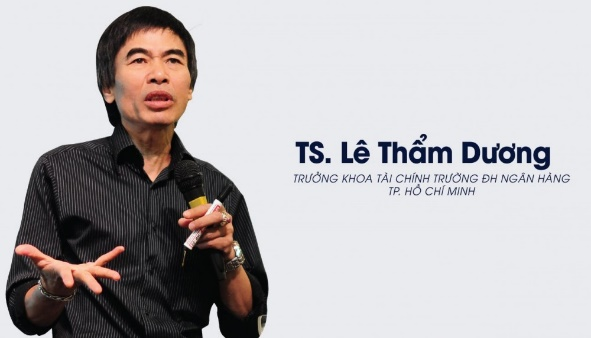 TS. Lê Thẩm Dương
TRƯỞNG KHOA TÀI CHÍNH TRƯỜNG ĐH NGÂN HÀNG
TP. HỒ CHÍ MINH